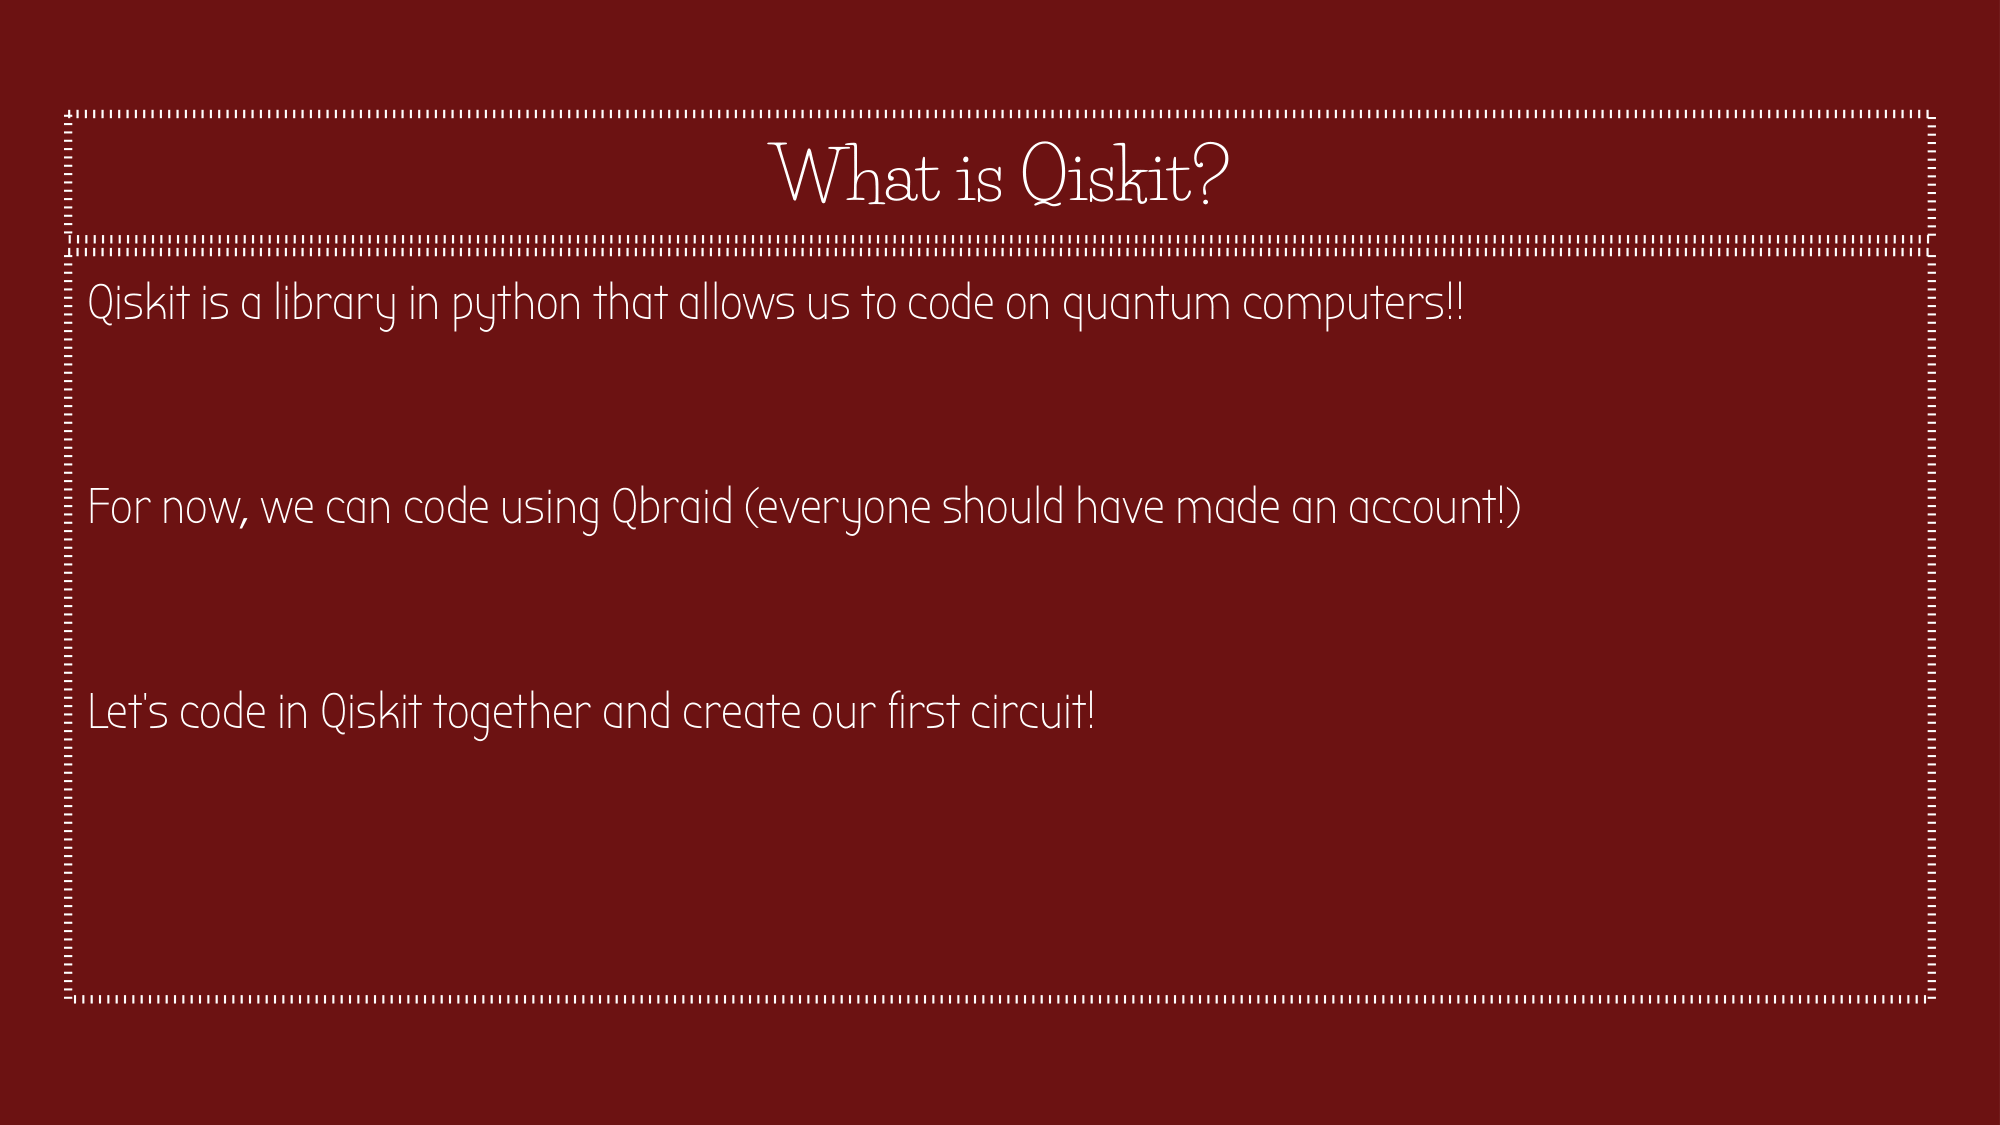 What is Qiskit?
Qiskit is a library in python that allows us to code on quantum computers!!
For now, we can code using Qbraid (everyone should have made an account!)
Let's code in Qiskit together and create our first circuit!